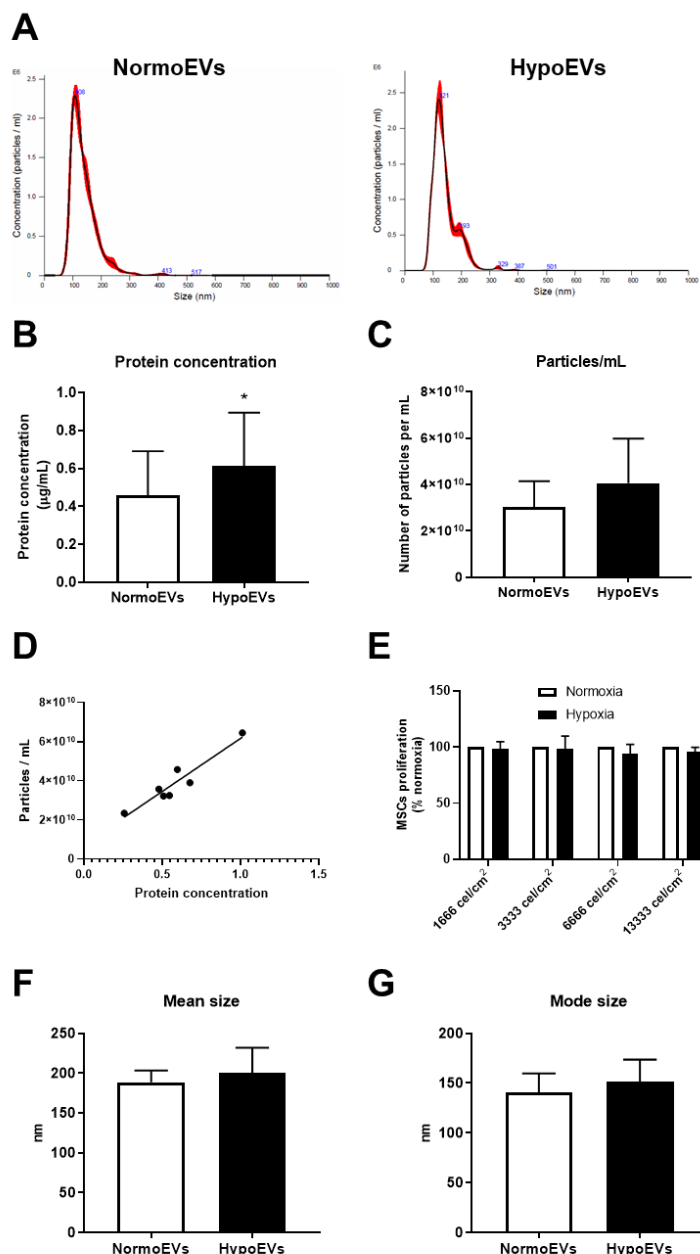 A
NormoEVs
HypoEVs
E6
2.5
2.0
1.5
1.0
0.5
0
Concentration (particles / ml)
413
517
0 100 200 300 400 500 600 700 800 900 1000
Size (nm)
E6
2.5
2.0
1.5
1.0
0.5
0
Concentration (particles / ml)
329
387
501
0 100 200 300 400 500 600 700 800 900 1000
Size (nm)
B
Protein concentration
Protein concentration
(µg/mL)
1.0
0.8
0.6
0.4
0.2
0.0
*
NormoEVs HypoEVs
C
Particles/mL
Number of particles per mL
8×10¹⁰
6×10¹⁰
4×10¹⁰
2×10¹⁰
0
NormoEVs HypoEVs
D
Particles / mL
8×10¹⁰
6×10¹⁰
4×10¹⁰
2×10¹⁰
0
0.0 0.5 1.0 1.5
Protein concentration
E
Normoxia
Hypoxia
MSCs proliferation
(% normoxia)
150
100
50
0
1666 cel/cm²
3333 cel/cm²
6666 cel/cm²
13333 cel/cm²
F
Mean size
nm
250
200
150
100
50
0
NormoEVs HypoEVs
G
Mode size
nm
200
150
100
50
0
NormoEVs HypoEVs